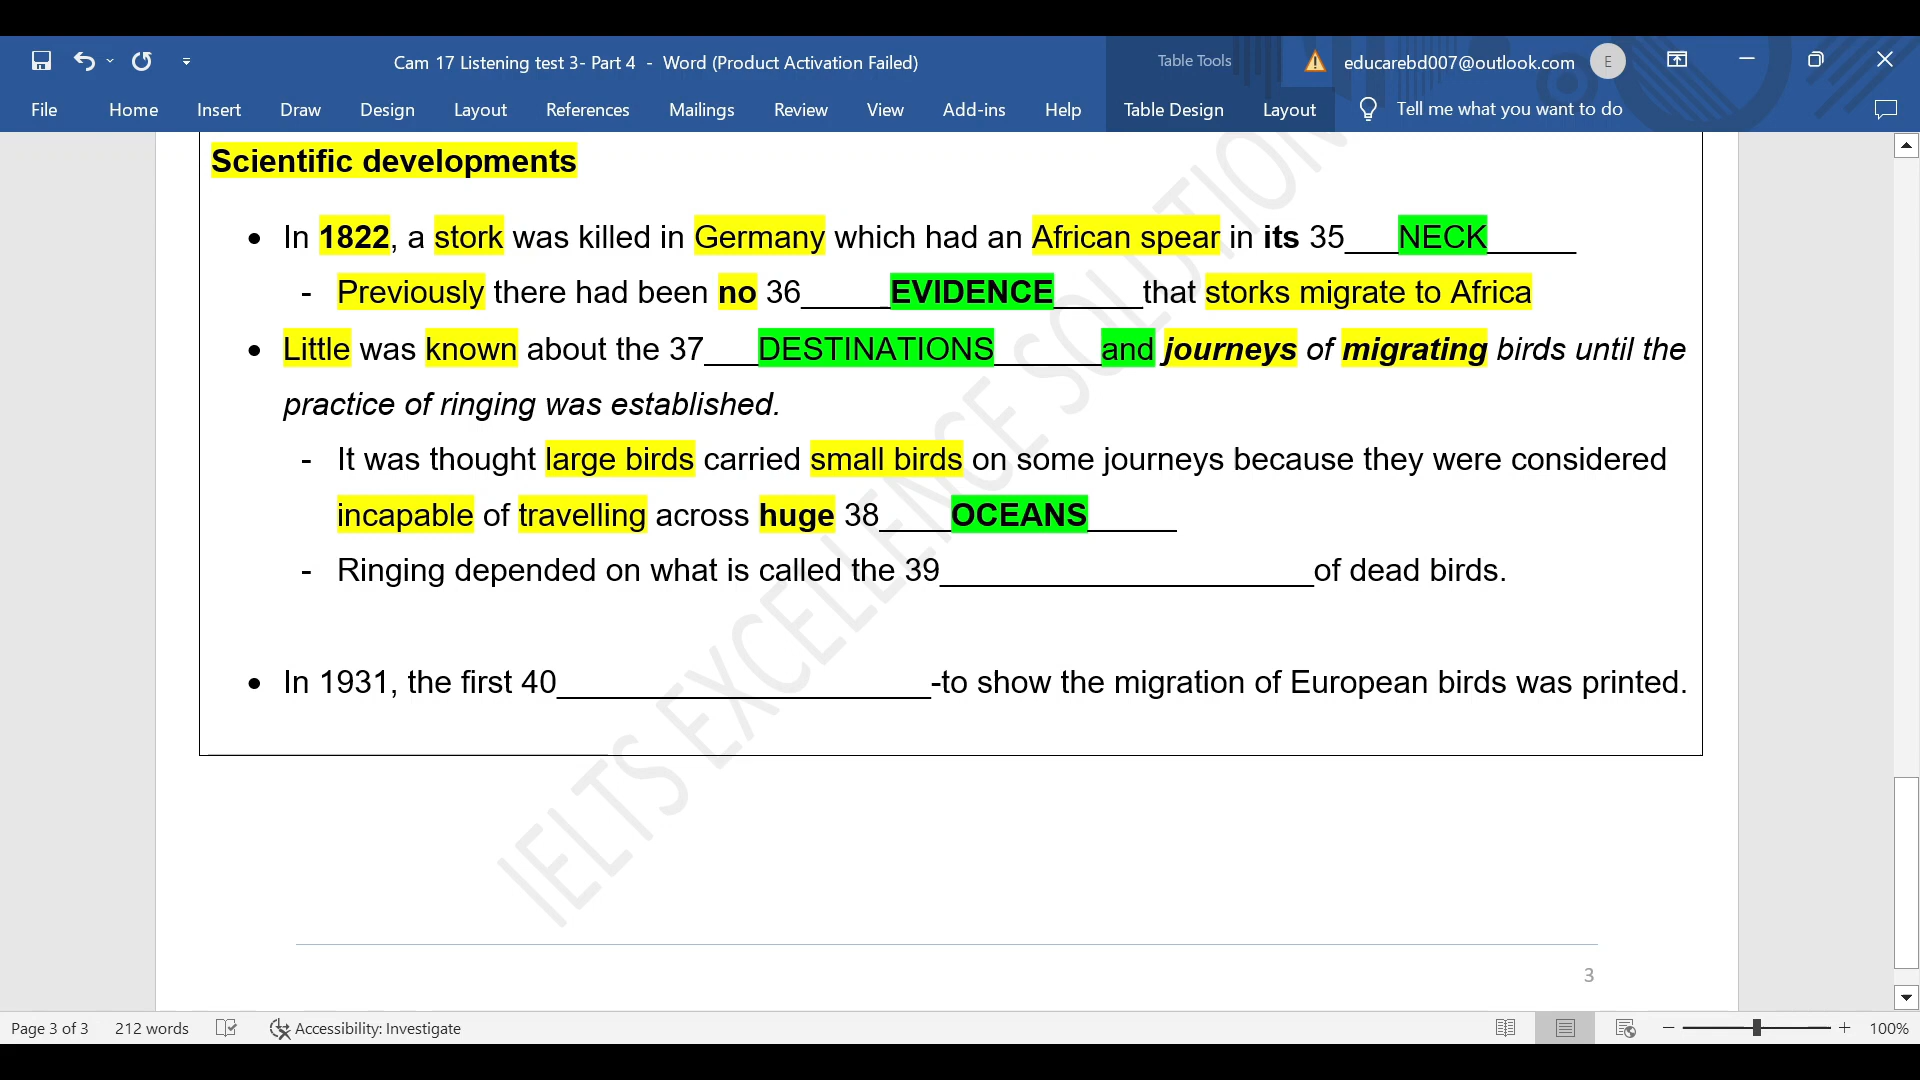 Cam 17 Listening test 3- Part 4 - Word (Product Activation Failed)
Table Tools
educarebd007@outlook.com
E
File Home Insert Draw Design Layout References Mailings Review View Add-ins Help Table Design Layout Tell me what you want to do
Scientific developments
• In 1822, a stork was killed in Germany which had an African spear in its 35___NECK_____
- Previously there had been no 36_____EVIDENCE_____that storks migrate to Africa
• Little was known about the 37___DESTINATIONS______and journeys of migrating birds until the
practice of ringing was established.
- It was thought large birds carried small birds on some journeys because they were considered
incapable of travelling across huge 38____OCEANS_____
- Ringing depended on what is called the 39_____________________of dead birds.
• In 1931, the first 40_____________________-to show the migration of European birds was printed.
IELTS EXCELLENCE SOLUTION
3
Page 3 of 3 212 words Accessibility: Investigate 100%